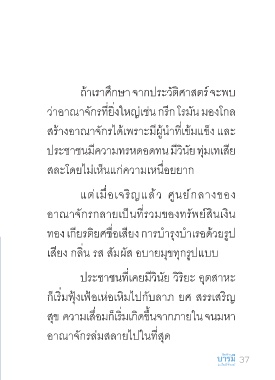 ถ้าเราศึกษา จากประวัติศาสตร์ จะพบ
ว่าอาณาจักรที่ยิ่งใหญ่เช่น กรีก โรมัน มองโกล
สร้างอาณาจักรได้เพราะมีผู้นำที่เข้มแข็ง และ
ประชาชนมีความทรหดอดทน มีวินัย ทุ่มเทเสีย
สละโดยไม่เห็นแก่ความเหนื่อยยาก
แต่เมื่อเจริญแล้ว ศูนย์กลางของ
อาณาจักรกลายเป็นที่รวมของทรัพย์สินเงิน
ทอง เกียรติยศชื่อเสียง การบำรุงบำเรอด้วยรูป
เสียง กลิ่น รส สัมผัส อบายมุขทุกรูปแบบ
ประชาชนที่เคยมีวินัย วิริยะ อุตสาหะ
ก็เริ่มฟุ้งเฟ้อเห่อเหิมไปกับลาภ ยศ สรรเสริญ
สุข ความเสื่อมก็เริ่มเกิดขึ้นจากภายใน จนมหา
อาณาจักรล่มสลายไปในที่สุด
บารมี 37